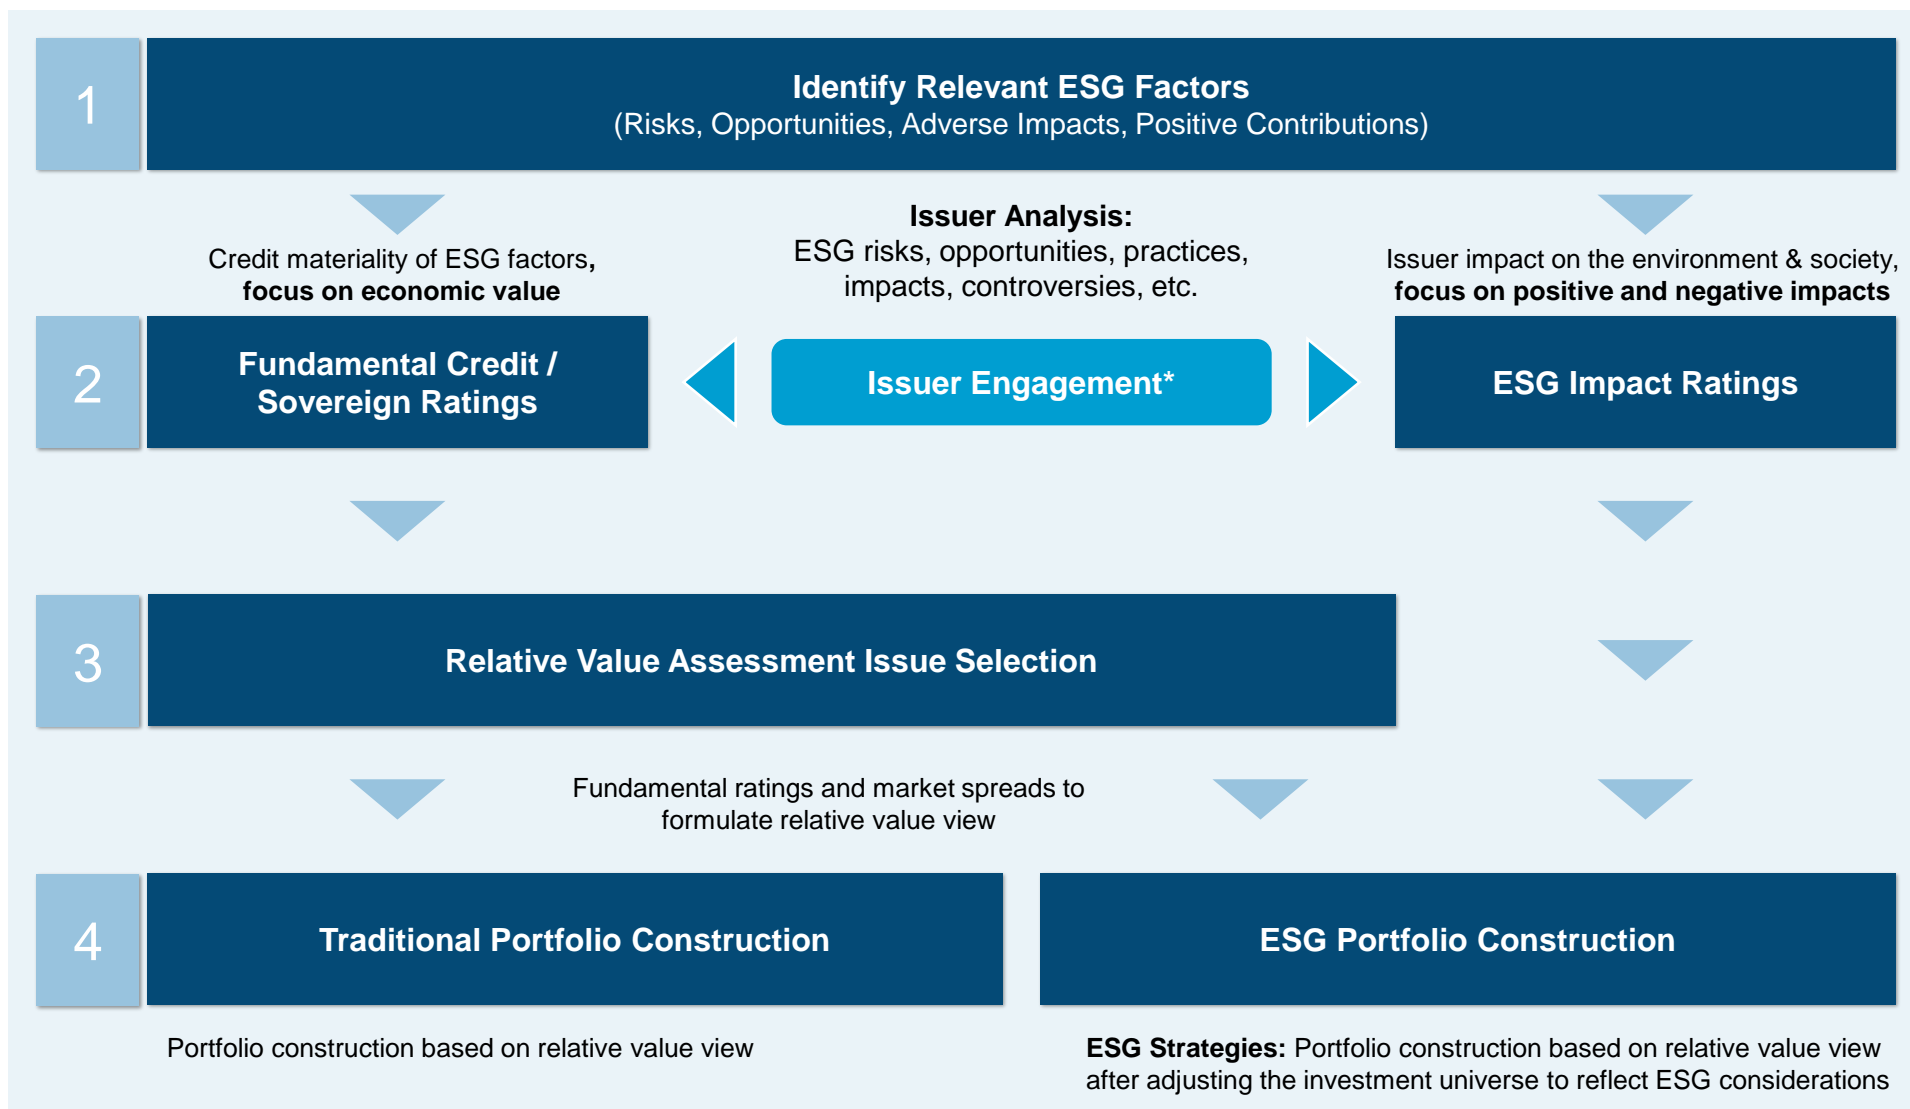 1
Identify Relevant ESG Factors
(Risks, Opportunities, Adverse Impacts, Positive Contributions)
Credit materiality of ESG factors,
focus on economic value
Issuer Analysis:
ESG risks, opportunities, practices,
impacts, controversies, etc.
Issuer impact on the environment & society,
focus on positive and negative impacts
2
Fundamental Credit /
Sovereign Ratings
Issuer Engagement*
ESG Impact Ratings
3
Relative Value Assessment Issue Selection
Fundamental ratings and market spreads to
formulate relative value view
4
Traditional Portfolio Construction
ESG Portfolio Construction
Portfolio construction based on relative value view
ESG Strategies: Portfolio construction based on relative value view
after adjusting the investment universe to reflect ESG considerations